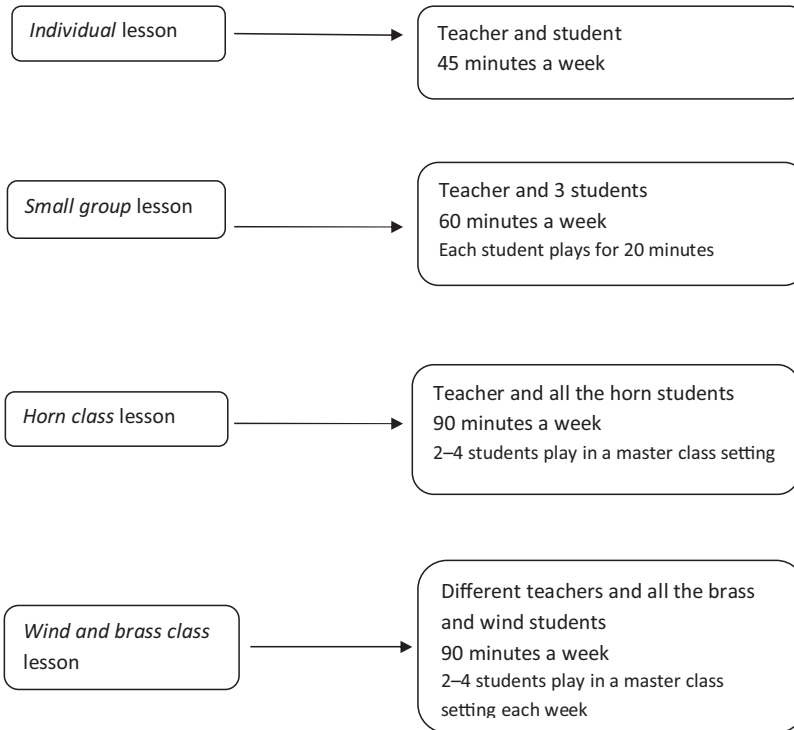 Individual lesson
Teacher and student
45 minutes a week
Small group lesson
Teacher and 3 students
60 minutes a week
Each student plays for 20 minutes
Horn class lesson
Teacher and all the horn students
90 minutes a week
2–4 students play in a master class setting
Wind and brass class
lesson
Different teachers and all the brass
and wind students
90 minutes a week
2–4 students play in a master class
setting each week